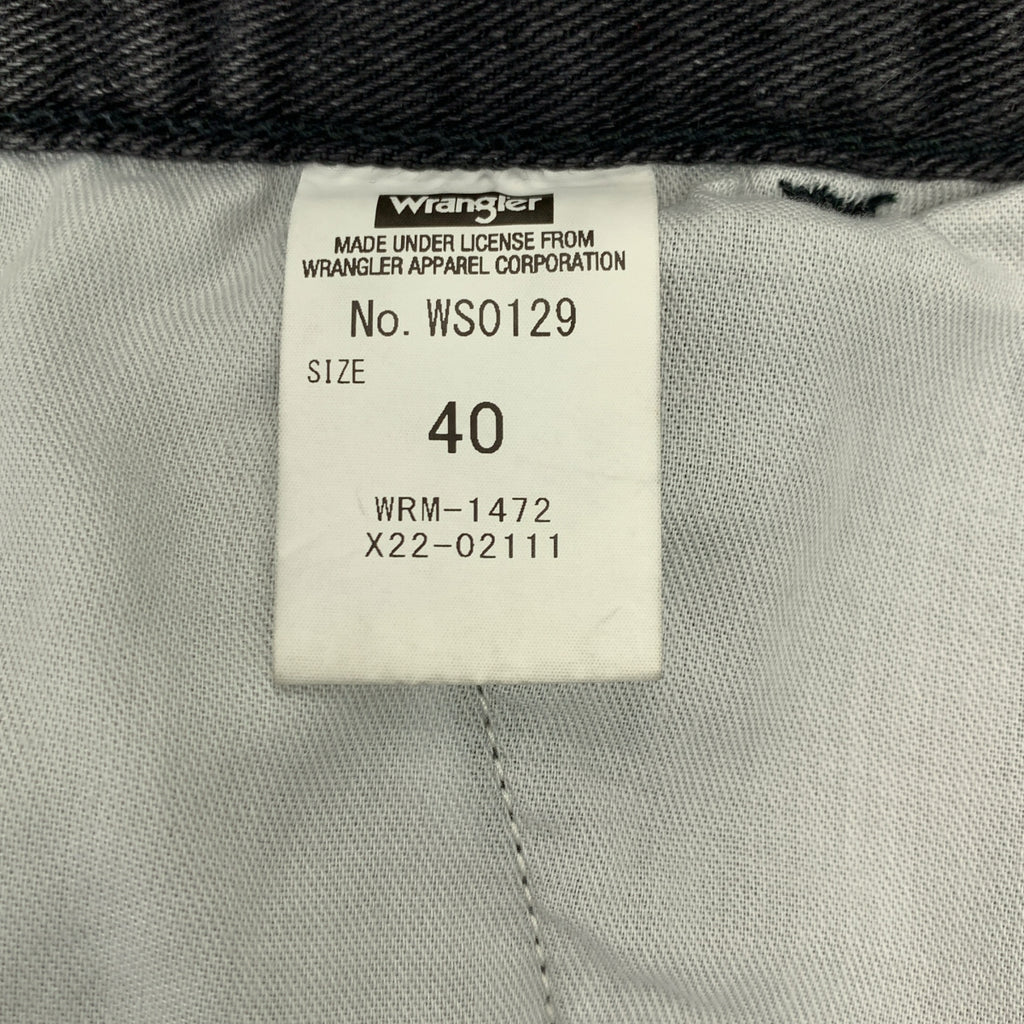 Wrangler
MADE UNDER LICENSE FROM
WRANGLER APPAREL CORPORATION
No. WS0129
SIZE
40
WRM-1472
X22-02111